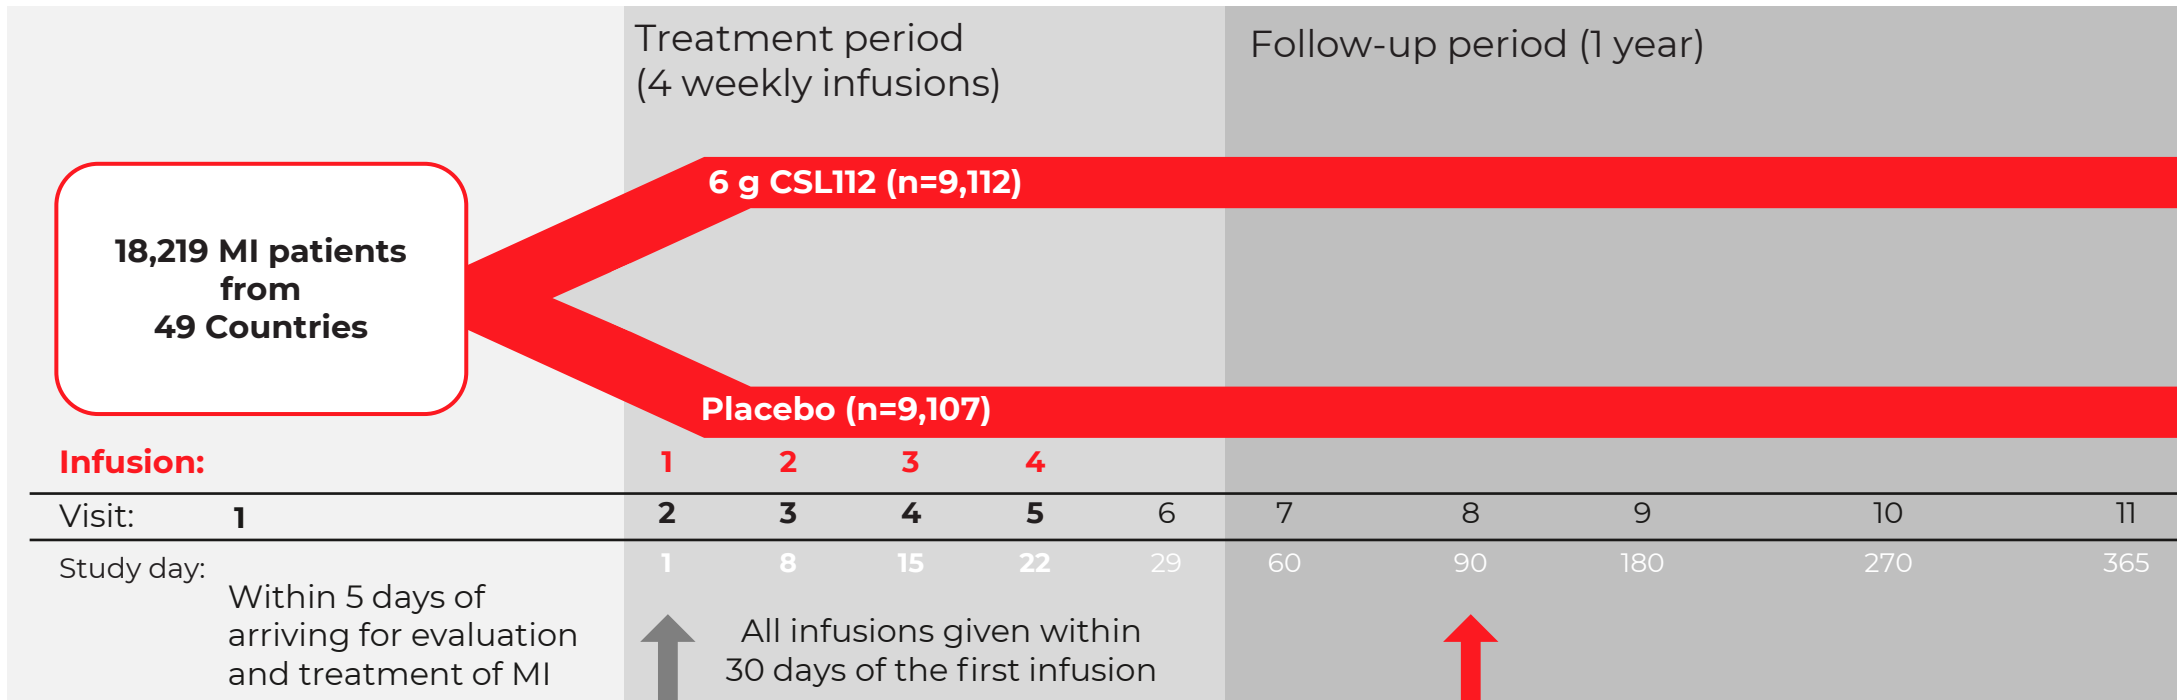 Treatment period
(4 weekly infusions)
Follow-up period (1 year)
6 g CSL112 (n=9,112)
18,219 MI patients
from
49 Countries
Placebo (n=9,107)
Infusion: 1 2 3 4
Visit: 1 2 3 4 5 6 7 8 9 10 11
Study day: 1 8 15 22 29 60 90 180 270 365
Within 5 days of
arriving for evaluation
and treatment of MI
All infusions given within
30 days of the first infusion